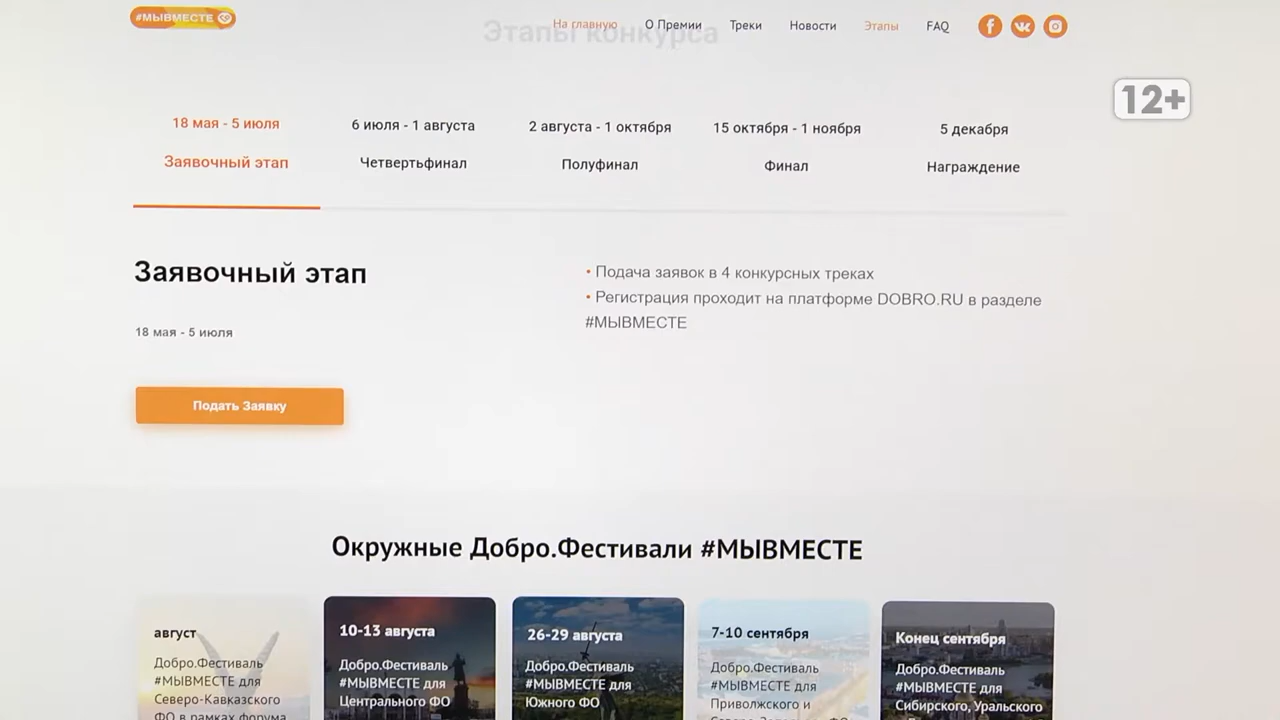 #МЫВМЕСТЕ
На главную
О Премии
Треки
Новости
Этапы
FAQ
Этапы конкурса
12+
18 мая - 5 июля
6 июля - 1 августа
2 августа - 1 октября
15 октября - 1 ноября
5 декабря
Заявочный этап
Четвертьфинал
Полуфинал
Финал
Награждение
Заявочный этап
• Подача заявок в 4 конкурсных треках
• Регистрация проходит на платформе DOBRO.RU в разделе
#МЫВМЕСТЕ
18 мая - 5 июля
Подать Заявку
Окружные Добро.Фестивали #МЫВМЕСТЕ
август
Добро.Фестиваль
#МЫВМЕСТЕ для
Северо-Кавказского
ФО в рамках форума
10-13 августа
Добро.Фестиваль
#МЫВМЕСТЕ для
Центрального ФО
26-29 августа
Добро.Фестиваль
#МЫВМЕСТЕ для
Южного ФО
7-10 сентября
Добро.Фестиваль
#МЫВМЕСТЕ для
Приволжского и
Конец сентября
Добро.Фестиваль
#МЫВМЕСТЕ для
Сибирского, Уральского